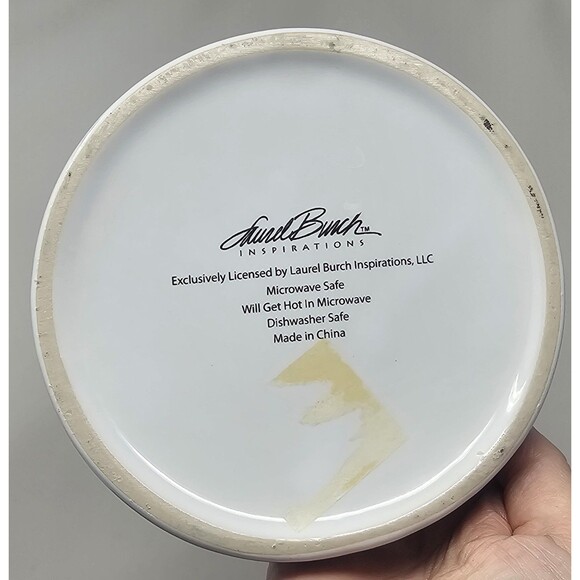 Laurel Burch™
INSPIRATIONS
Exclusively Licensed by Laurel Burch Inspirations, LLC
Microwave Safe
Will Get Hot In Microwave
Dishwasher Safe
Made in China